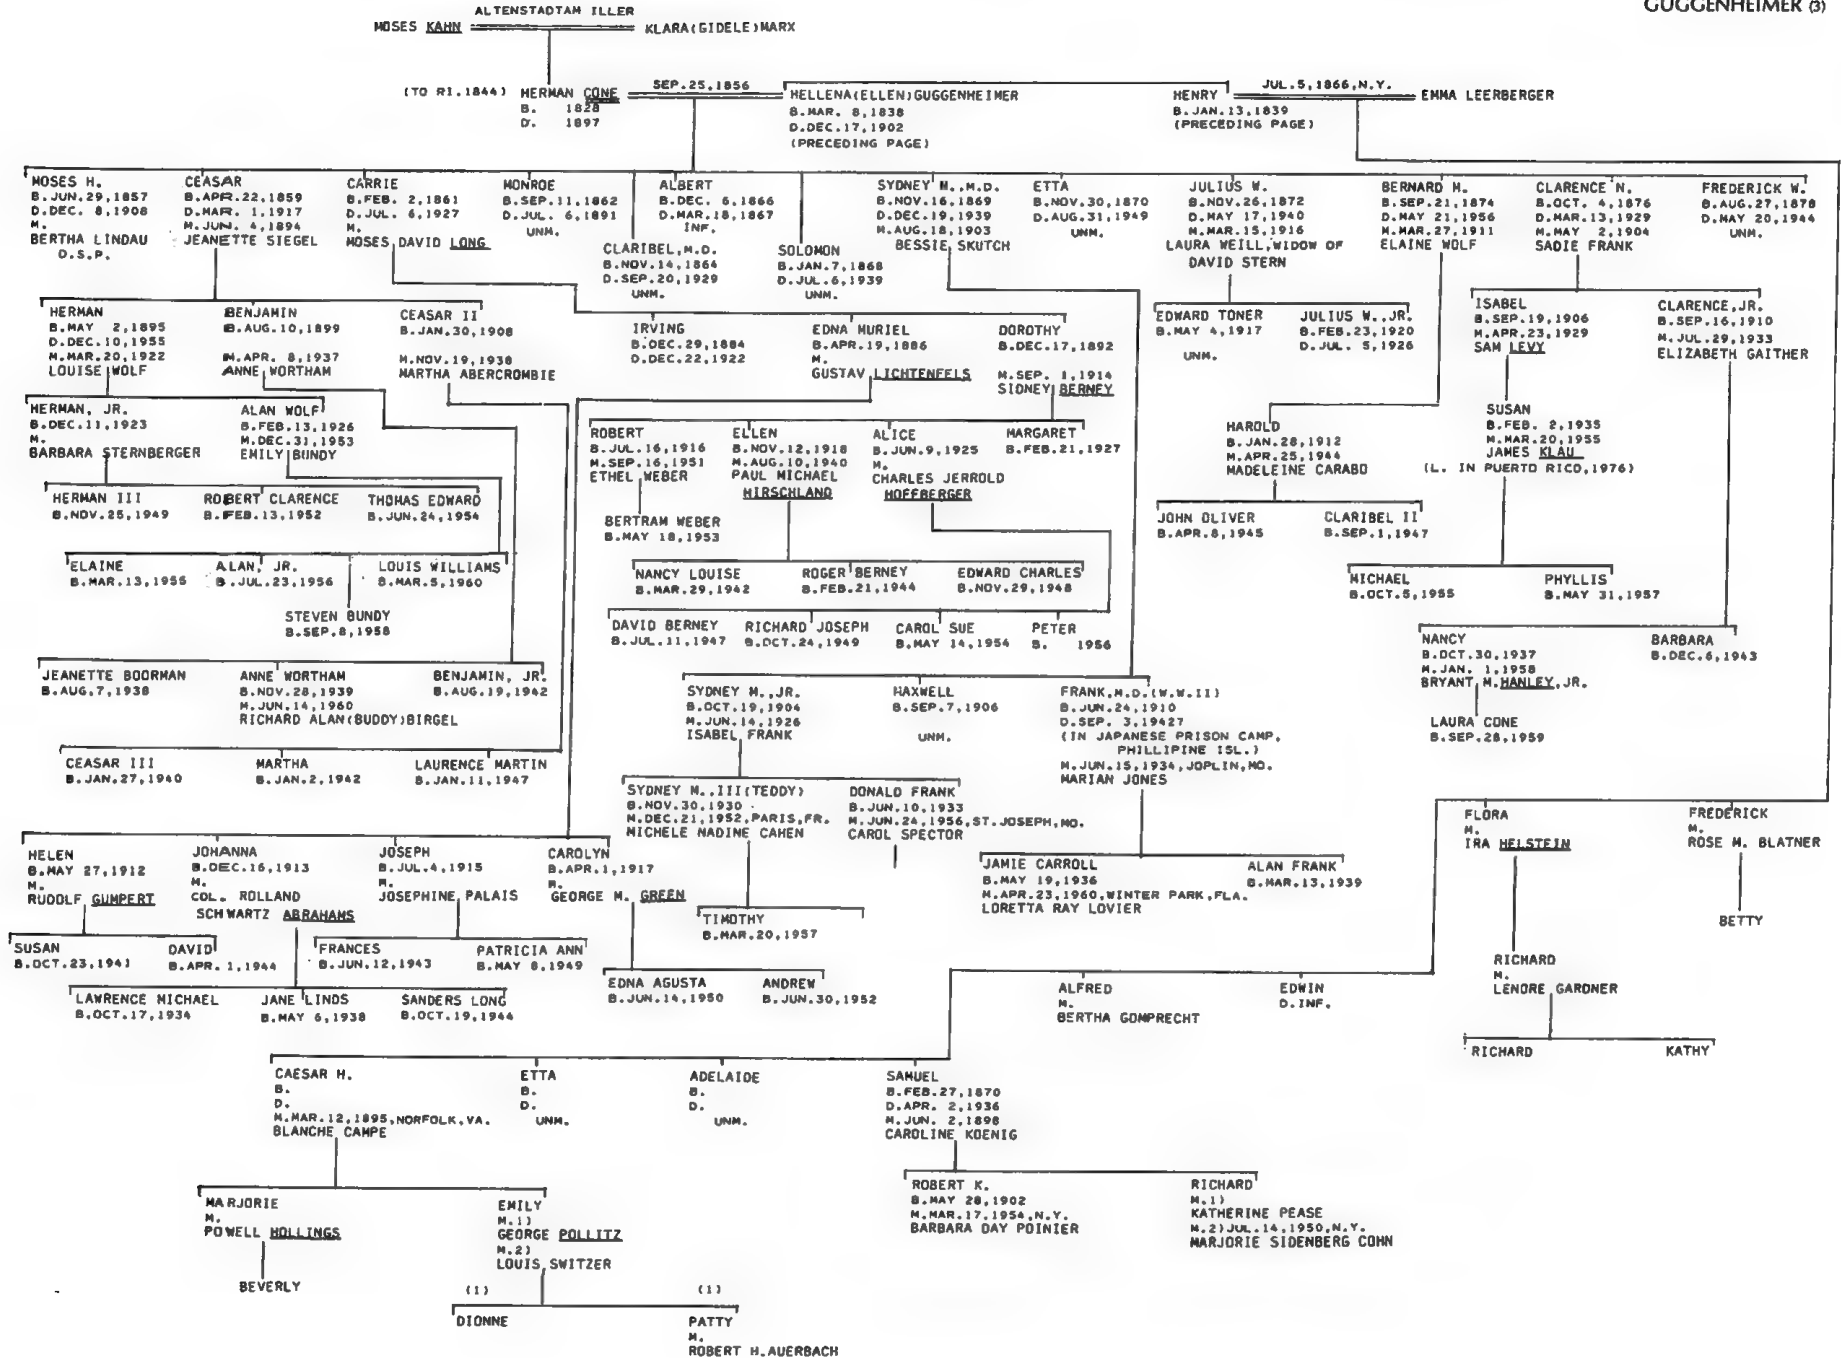 GUGGENHEIMER (3)
ALTENSTADTAM ILLER
MOSES KAHN
KLARA(GIDELE)MARX
(TO RI.1844)
HERMAN CONE
B. 1828
D. 1897
SEP.25,1856
HELLENA(ELLEN)GUGGENHEIMER
B.MAR. 8,1838
D.DEC.17,1902
(PRECEDING PAGE)
HENRY
B.JAN.13,1839
(PRECEDING PAGE)
JUL.5,1866,N.Y.
EMMA LEERBERGER
MOSES H.
B.JUN.29,1857
D.DEC. 8,1908
M.
BERTHA LINDAU
D.S.P.
CEASAR
B.APR.22,1859
D.MAR. 1,1917
M.JUN. 4,1894
JEANETTE SIEGEL
CARRIE
B.FEB. 2,1861
D.JUL. 6,1927
M.
MOSES DAVID LONG
MONROE
B.SEP.11,1862
D.JUL. 6,1891
UNM.
CLARIBEL,M.D.
B.NOV.14,1864
D.SEP.20,1929
UNM.
ALBERT
B.DEC. 6,1866
D.MAR.18,1867
INF.
SOLOMON
B.JAN.7,1868
D.JUL.6,1939
UNM.
SYDNEY M.,M.D.
B.NOV.16,1869
D.DEC.19,1939
M.AUG.18,1903
BESSIE SKUTCH
ETTA
B.NOV.30,1870
D.AUG.31,1949
UNM.
JULIUS W.
B.NOV.26,1872
D.MAY 17,1940
M.MAR.15,1916
LAURA WEILL,WIDOW OF
DAVID STERN
BERNARD M.
B.SEP.21,1874
D.MAY 21,1956
M.MAR.27,1911
ELAINE WOLF
CLARENCE N.
B.OCT. 4,1876
D.MAR.13,1929
M.MAY 2,1904
SADIE FRANK
FREDERICK W.
B.AUG.27,1878
D.MAY 20,1944
UNM.
HERMAN
B.MAY 2,1895
D.DEC.10,1955
M.MAR.20,1922
LOUISE WOLF
BENJAMIN
B.AUG.10,1899
M.APR. 8,1937
ANNE WORTHAM
CEASAR II
B.JAN.30,1908
M.NOV.19,1938
MARTHA ABERCROMBIE
IRVING
B.DEC.29,1884
D.DEC.22,1922
EDNA MURIEL
B.APR.19,1886
M.
GUSTAV LICHTENFELS
DOROTHY
B.DEC.17,1892
M.SEP. 1,1914
SIDNEY BERNEY
EDWARD TONER
B.MAY 4,1917
UNM.
JULIUS W.,JR.
B.FEB.23,1920
D.JUL. 5,1926
ISABEL
B.SEP.19,1906
M.APR.23,1929
SAM LEVY
CLARENCE,JR.
B.SEP.16,1910
M.JUL.29,1933
ELIZABETH GAITHER
HERMAN, JR.
B.DEC.11,1923
M.
BARBARA STERNBERGER
ALAN WOLF
B.FEB.13,1926
M.DEC.31,1953
EMILY BUNDY
ROBERT
B.JUL.16,1916
M.SEP.16,1951
ETHEL WEBER
ELLEN
B.NOV.12,1918
M.AUG.10,1940
PAUL MICHAEL
HIRSCHLAND
ALICE
B.JUN.9,1925
M.
CHARLES JERROLD
HOFFBERGER
MARGARET
B.FEB.21,1927
HAROLD
B.JAN.28,1912
M.APR.25,1944
MADELEINE CARABO
SUSAN
B.FEB. 2,1935
M.MAR.20,1955
JAMES KLAU
(L. IN PUERTO RICO,1976)
HERMAN III
B.NOV.25,1949
ROBERT CLARENCE
B.FEB.13,1952
THOMAS EDWARD
B.JUN.24,1954
BERTRAM WEBER
B.MAY 18,1953
JOHN OLIVER
B.APR.8,1945
CLARIBEL II
B.SEP.1,1947
ELAINE
B.MAR.13,1955
ALAN, JR.
B.JUL.23,1956
LOUIS WILLIAMS
B.MAR.5,1960
STEVEN BUNDY
B.SEP.8,1958
NANCY LOUISE
B.MAR.29,1942
ROGER BERNEY
B.FEB.21,1944
EDWARD CHARLES
B.NOV.29,1948
MICHAEL
B.OCT.5,1955
PHYLLIS
B.MAY 31,1957
DAVID BERNEY
B.JUL.11,1947
RICHARD JOSEPH
B.OCT.24,1949
CAROL SUE
B.MAY 14,1954
PETER
B. 1956
NANCY
B.OCT.30,1937
M.JAN. 1,1958
BRYANT M.HANLEY,JR.
BARBARA
B.DEC.6,1943
LAURA CONE
B.SEP.28,1959
JEANETTE BOORMAN
B.AUG.7,1938
ANNE WORTHAM
B.NOV.28,1939
M.JUN.14,1960
RICHARD ALAN(BUDDY)BIRGEL
BENJAMIN, JR.
B.AUG.19,1942
SYDNEY M.,JR.
B.OCT.19,1904
M.JUN.14,1926
ISABEL FRANK
MAXWELL
B.SEP.7,1906
UNM.
FRANK,M.D.(W.W.II)
B.JUN.24,1910
D.SEP. 3,1942?
(IN JAPANESE PRISON CAMP,
PHILLIPINE ISL.)
M.JUN.15,1934,JOPLIN,MO.
MARIAN JONES
CEASAR III
B.JAN.27,1940
MARTHA
B.JAN.2,1942
LAURENCE MARTIN
B.JAN.11,1947
SYDNEY M.,III(TEDDY)
B.NOV.30,1930
M.DEC.21,1952,PARIS,FR.
MICHELE NADINE CAHEN
DONALD FRANK
B.JUN.10,1933
M.JUN.24,1956,ST.JOSEPH,MO.
CAROL SPECTOR
FLORA
M.
IRA HELSTEIN
FREDERICK
M.
ROSE M. BLATNER
HELEN
B.MAY 27,1912
M.
RUDOLF GUMPERT
JOHANNA
B.DEC.16,1913
M.
COL. ROLLAND
SCHWARTZ ABRAHAMS
JOSEPH
B.JUL.4,1915
M.
JOSEPHINE PALAIS
CAROLYN
B.APR.1,1917
M.
GEORGE M. GREEN
JAMIE CARROLL
B.MAY 19,1936
M.APR.23,1960,WINTER PARK,FLA.
LORETTA RAY LOVIER
ALAN FRANK
B.MAR.13,1939
TIMOTHY
B.MAR.20,1957
BETTY
SUSAN
B.OCT.23,1941
DAVID
B.APR. 1,1944
FRANCES
B.JUN.12,1943
PATRICIA ANN
B.MAY 8,1949
RICHARD
M.
LENORE GARDNER
EDNA AGUSTA
B.JUN.14,1950
ANDREW
B.JUN.30,1952
ALFRED
M.
BERTHA GOMPRECHT
EDWIN
D.INF.
LAWRENCE MICHAEL
B.OCT.17,1934
JANE LINDS
B.MAY 6,1938
SANDERS LONG
B.OCT.19,1944
RICHARD
KATHY
CAESAR H.
B.
D.
M.MAR.12,1895,NORFOLK,VA.
BLANCHE CAMPE
ETTA
B.
D.
UNM.
ADELAIDE
B.
D.
UNM.
SAMUEL
B.FEB.27,1870
D.APR. 2,1936
M.JUN. 2,1898
CAROLINE KOENIG
MARJORIE
M.
POWELL HOLLINGS
EMILY
M.1)
GEORGE POLLITZ
M.2)
LOUIS SWITZER
ROBERT K.
B.MAY 28,1902
M.MAR.17,1954,N.Y.
BARBARA DAY POINIER
RICHARD
M.1)
KATHERINE PEASE
M.2)JUL.14,1950,N.Y.
MARJORIE SIDENBERG COHN
BEVERLY
(1)
(1)
DIONNE
PATTY
M.
ROBERT H.AUERBACH